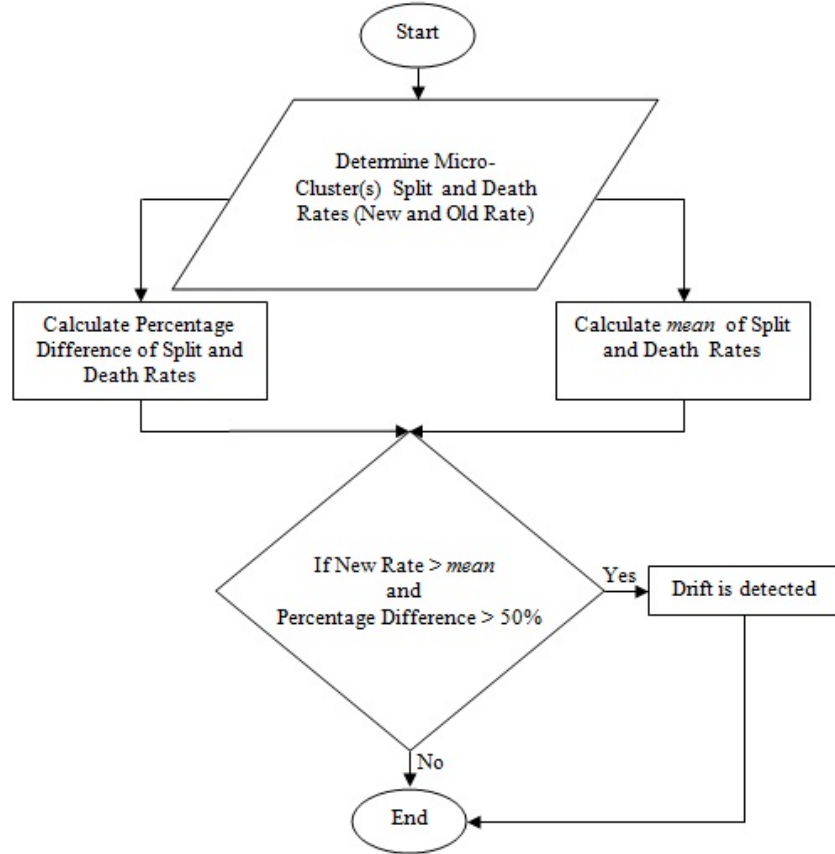 Start
Determine Micro-
Cluster(s) Split and Death
Rates (New and Old Rate)
Calculate Percentage
Difference of Split and
Death Rates
Calculate mean of Split
and Death Rates
If New Rate > mean
and
Percentage Difference > 50%
Yes
Drift is detected
No
End